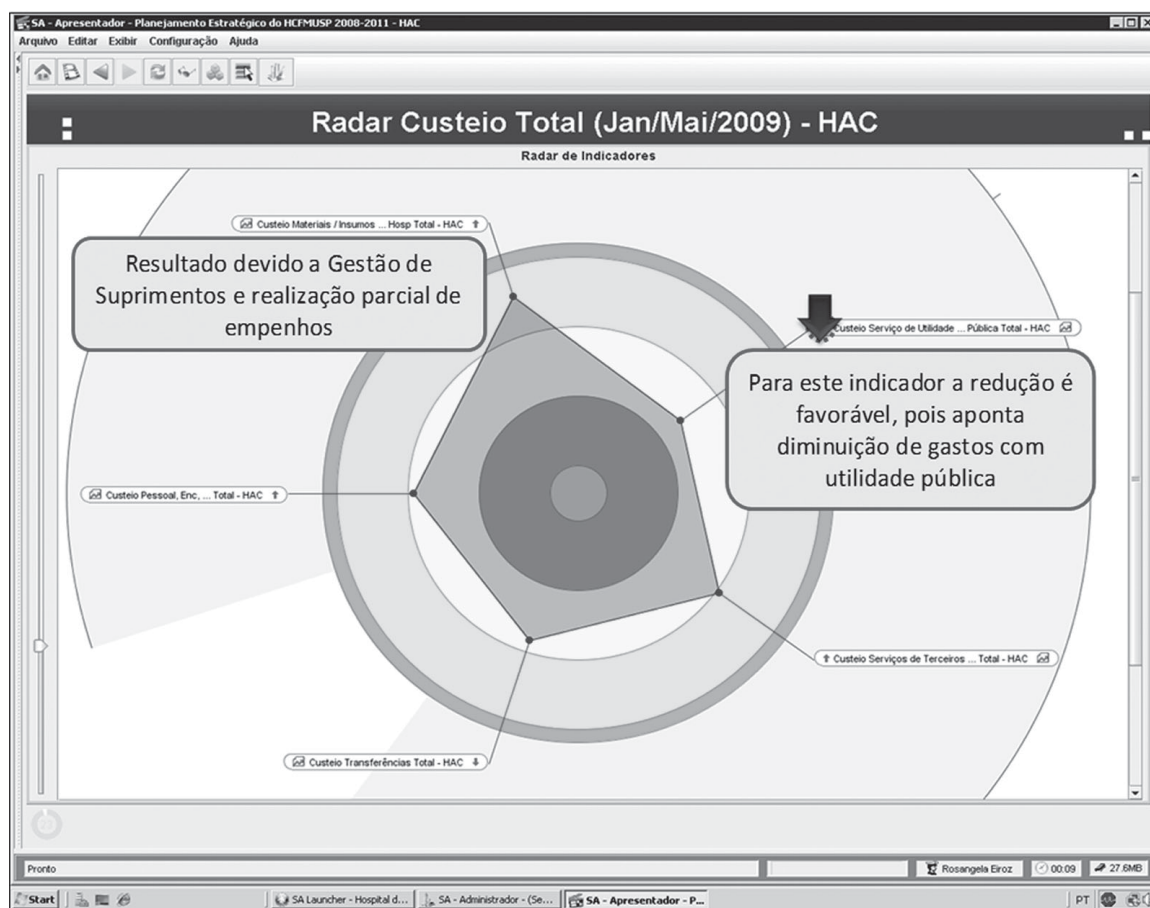 SA - Apresentador - Planejamento Estratégico do HCFMUSP 2008-2011 - HAC
Arquivo Editar Exibir Configuração Ajuda
Radar Custeio Total (Jan/Mai/2009) - HAC
Radar de Indicadores
Custeio Materiais / Insumos ... Hosp Total - HAC
Resultado devido a Gestão de
Suprimentos e realização parcial de
empenhos
Custeio Serviço de Utilidade ... Pública Total - HAC
Para este indicador a redução é
favorável, pois aponta
diminuição de gastos com
utilidade pública
Custeio Pessoal, Enc, ... Total - HAC
Custeio Serviços de Terceiros ... Total - HAC
Custeio Transferências Total - HAC
Pronto
Rosangela Eiroz
00:09
27.6MB
Start
SA Launcher - Hospital d...
SA - Administrador - (Se...
SA - Apresentador - P...
PT